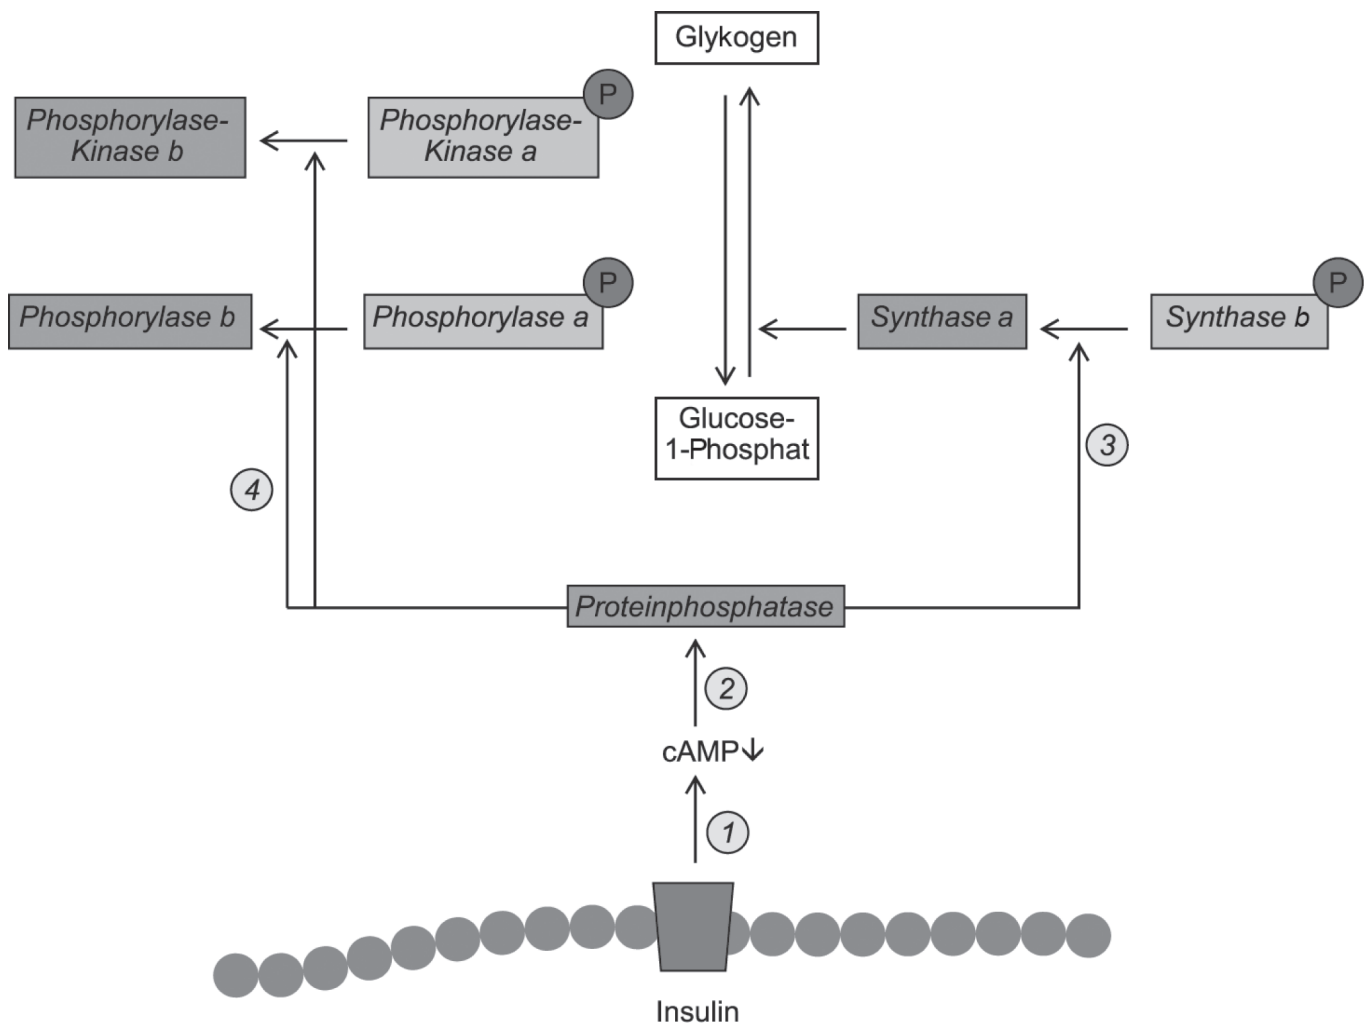 Glykogen
Phosphorylase-
Kinase b
Phosphorylase-
Kinase a
P
Phosphorylase b
Phosphorylase a
P
Synthase a
Synthase b
P
Glucose-
1-Phosphat
3
4
Proteinphosphatase
2
cAMP↓
1
Insulin